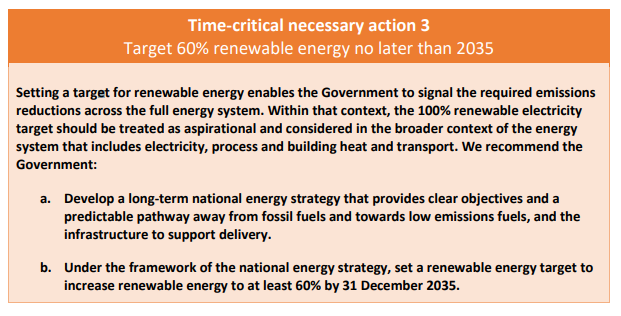 Time-critical necessary action 3
Target 60% renewable energy no later than 2035
Setting a target for renewable energy enables the Government to signal the required emissions
reductions across the full energy system. Within that context, the 100% renewable electricity
target should be treated as aspirational and considered in the broader context of the energy
system that includes electricity, process and building heat and transport. We recommend the
Government:
a. Develop a long-term national energy strategy that provides clear objectives and a
predictable pathway away from fossil fuels and towards low emissions fuels, and the
infrastructure to support delivery.
b. Under the framework of the national energy strategy, set a renewable energy target to
increase renewable energy to at least 60% by 31 December 2035.